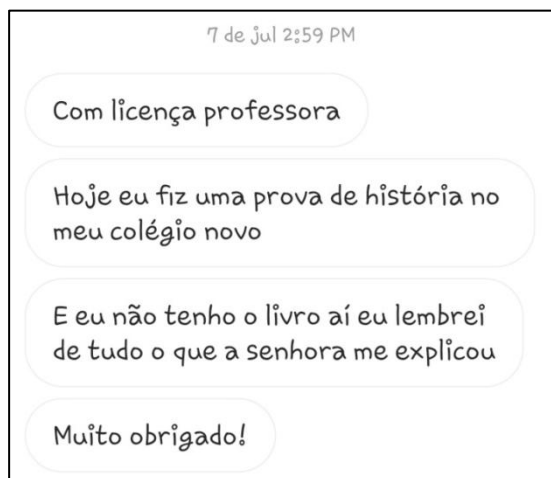 7 de jul 2:59 PM
Com licença professora
Hoje eu fiz uma prova de história no
meu colégio novo
E eu não tenho o livro aí eu lembrei
de tudo o que a senhora me explicou
Muito obrigado!